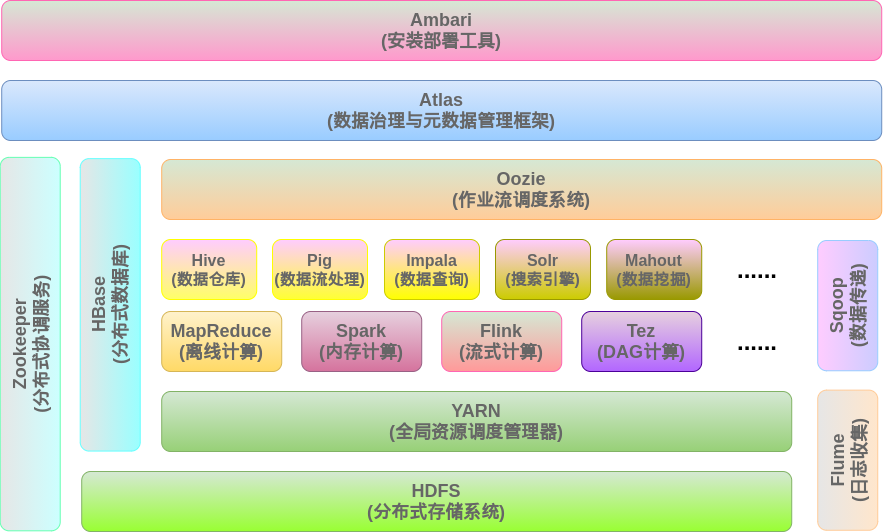 Ambari
(安装部署工具)
Atlas
(数据治理与元数据管理框架)
Zookeeper
(分布式协调服务)
HBase
(分布式数据库)
Oozie
(作业流调度系统)
Hive
(数据仓库)
Pig
(数据流处理)
Impala
(数据查询)
Solr
(搜索引擎)
Mahout
(数据挖掘)
······
MapReduce
(离线计算)
Spark
(内存计算)
Flink
(流式计算)
Tez
(DAG计算)
······
Sqoop
(数据传递)
YARN
(全局资源调度管理器)
Flume
(日志收集)
HDFS
(分布式存储系统)